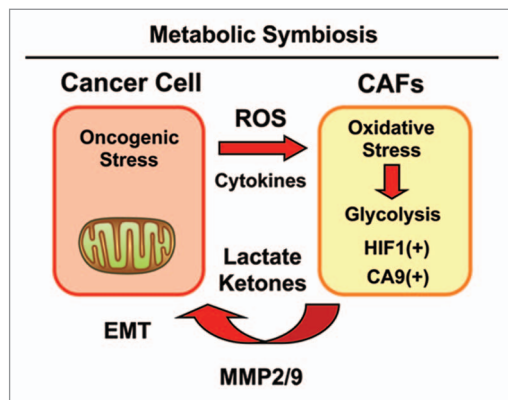 Metabolic Symbiosis
Cancer Cell
CAFs
Oncogenic
Stress
ROS
Cytokines
Oxidative
Stress
Glycolysis
HIF1(+)
CA9(+)
Lactate
Ketones
EMT
MMP2/9